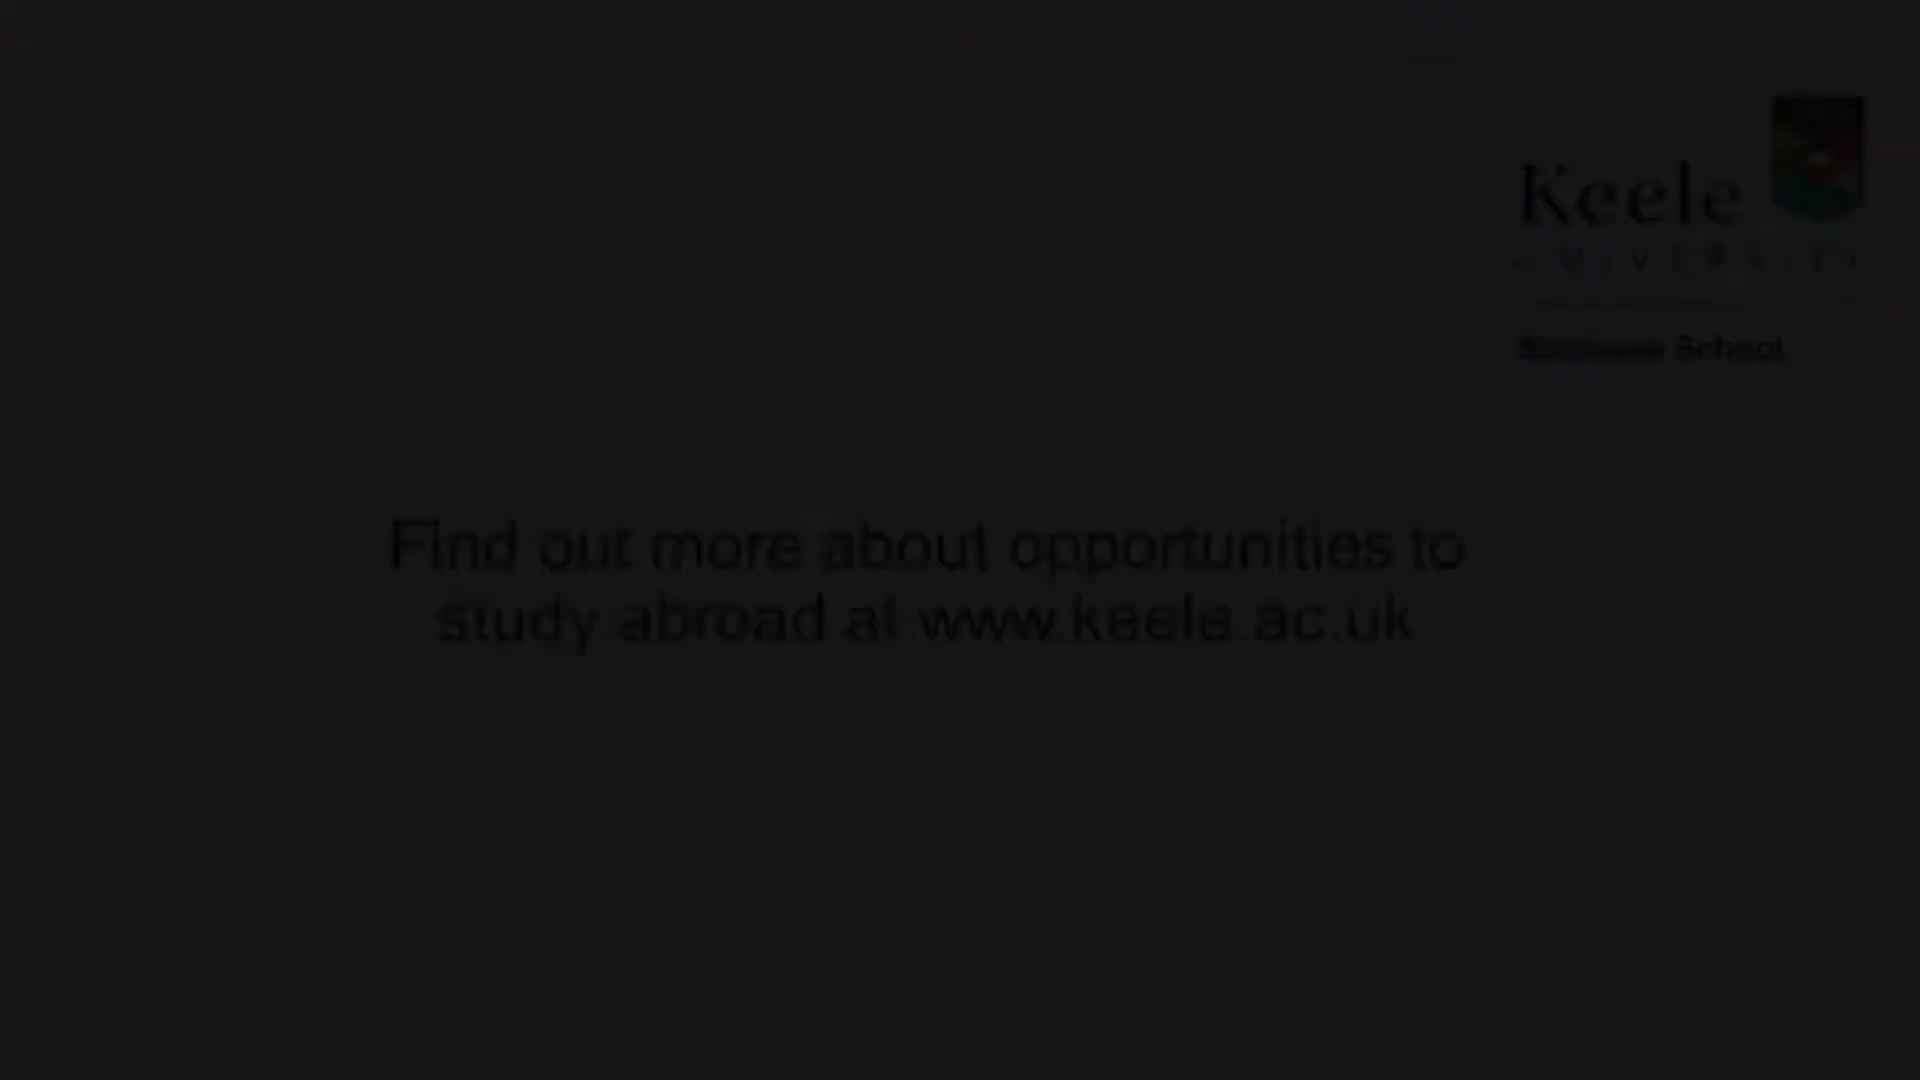 Keele
UNIVERSITY
Business School
Find out more about opportunities to
study abroad at www.keele.ac.uk